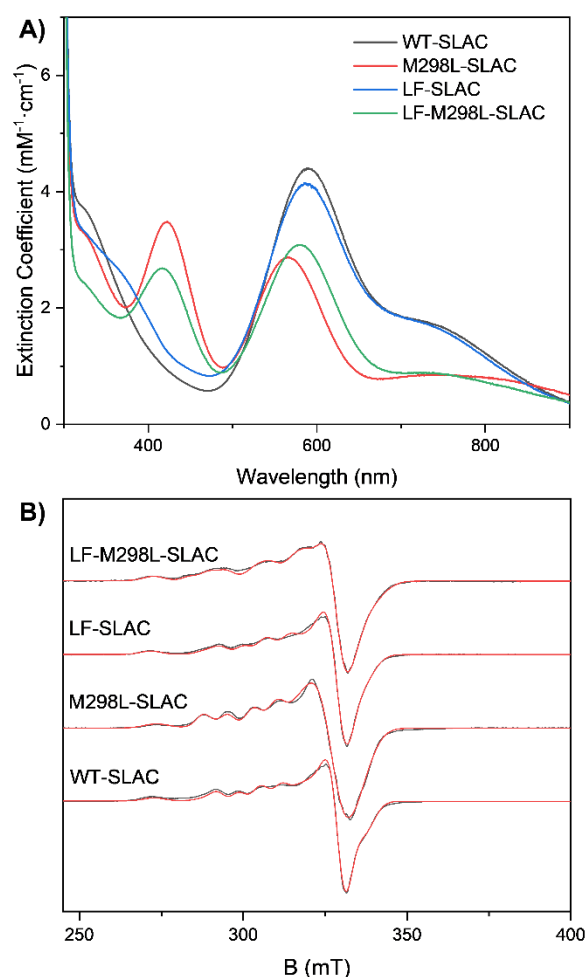 A)
WT-SLAC
M298L-SLAC
LF-SLAC
LF-M298L-SLAC
Extinction Coefficient (mM⁻¹·cm⁻¹)
6
4
2
0
400
600
800
Wavelength (nm)
B)
LF-M298L-SLAC
LF-SLAC
M298L-SLAC
WT-SLAC
250
300
350
400
B (mT)